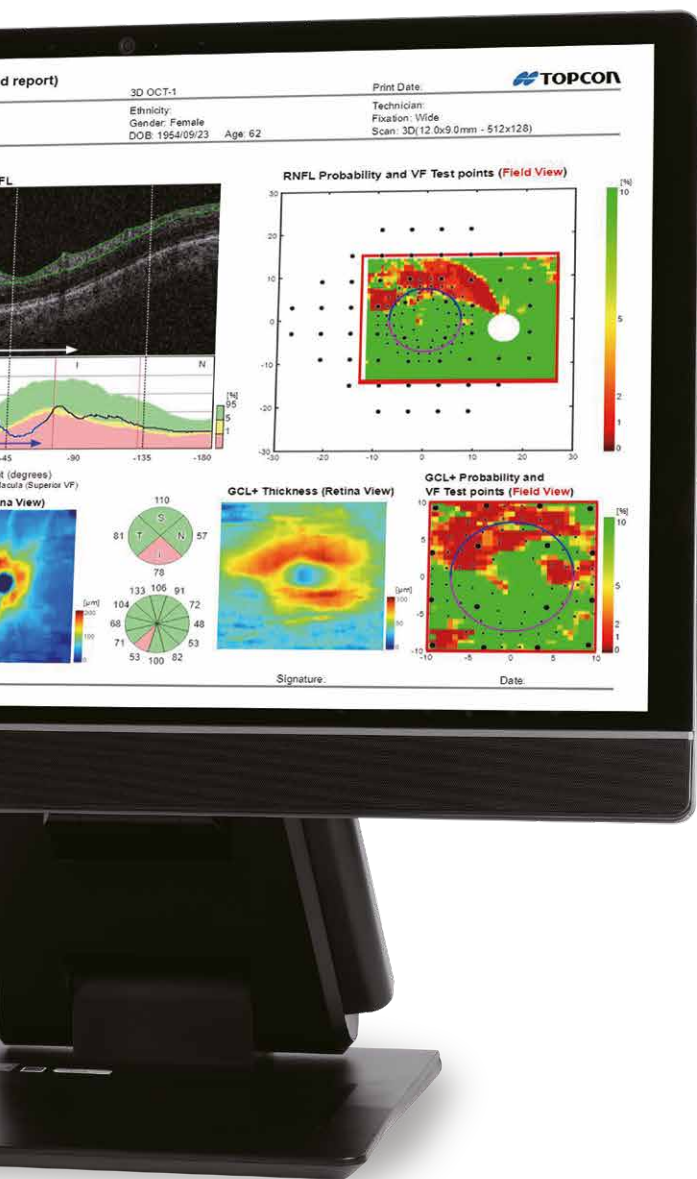 d report)
TOPCON
3D OCT-1
Print Date:
Ethnicity:
Technician:
Gender: Female
Fixation: Wide
DOB: 1954/09/23 Age: 62
Scan: 3D(12.0x9.0mm - 512x128)
FL
RNFL Probability and VF Test points (Field View)
[%]
10
5
2
1
0
30
20
10
0
-10
-20
-30
-30 -20 -10 0 10 20 30
I N
[%]
95
5
1
-45 -90 -135 -180
t (degrees)
acula (Superior VF)
na View)
[µm]
200
100
0
110
S
81 T N 57
I
78
133 106 91
104 72
68 48
71 53
53 100 82
GCL+ Thickness (Retina View)
[µm]
100
50
0
GCL+ Probability and
VF Test points (Field View)
[%]
10
5
2
1
0
10
5
0
-5
-10
-10 -5 0 5 10
Signature:
Date: